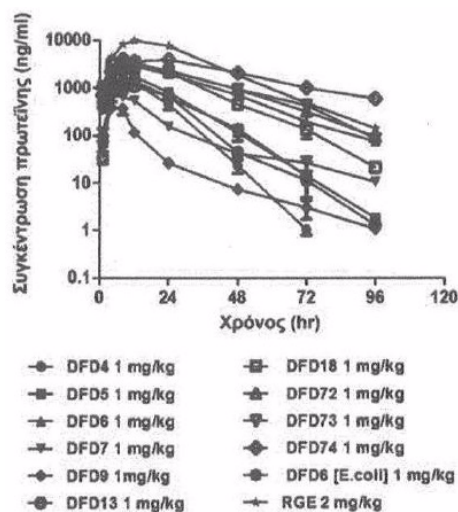 Συγκέντρωση πρωτεΐνης (ng/ml)
10000
1000
100
10
1
0.1
0 24 48 72 96 120
Χρόνος (hr)
DFD4 1 mg/kg
DFD5 1 mg/kg
DFD6 1 mg/kg
DFD7 1 mg/kg
DFD9 1mg/kg
DFD13 1 mg/kg
DFD18 1 mg/kg
DFD72 1 mg/kg
DFD73 1 mg/kg
DFD74 1 mg/kg
DFD6 [E.coli] 1 mg/kg
RGE 2 mg/kg